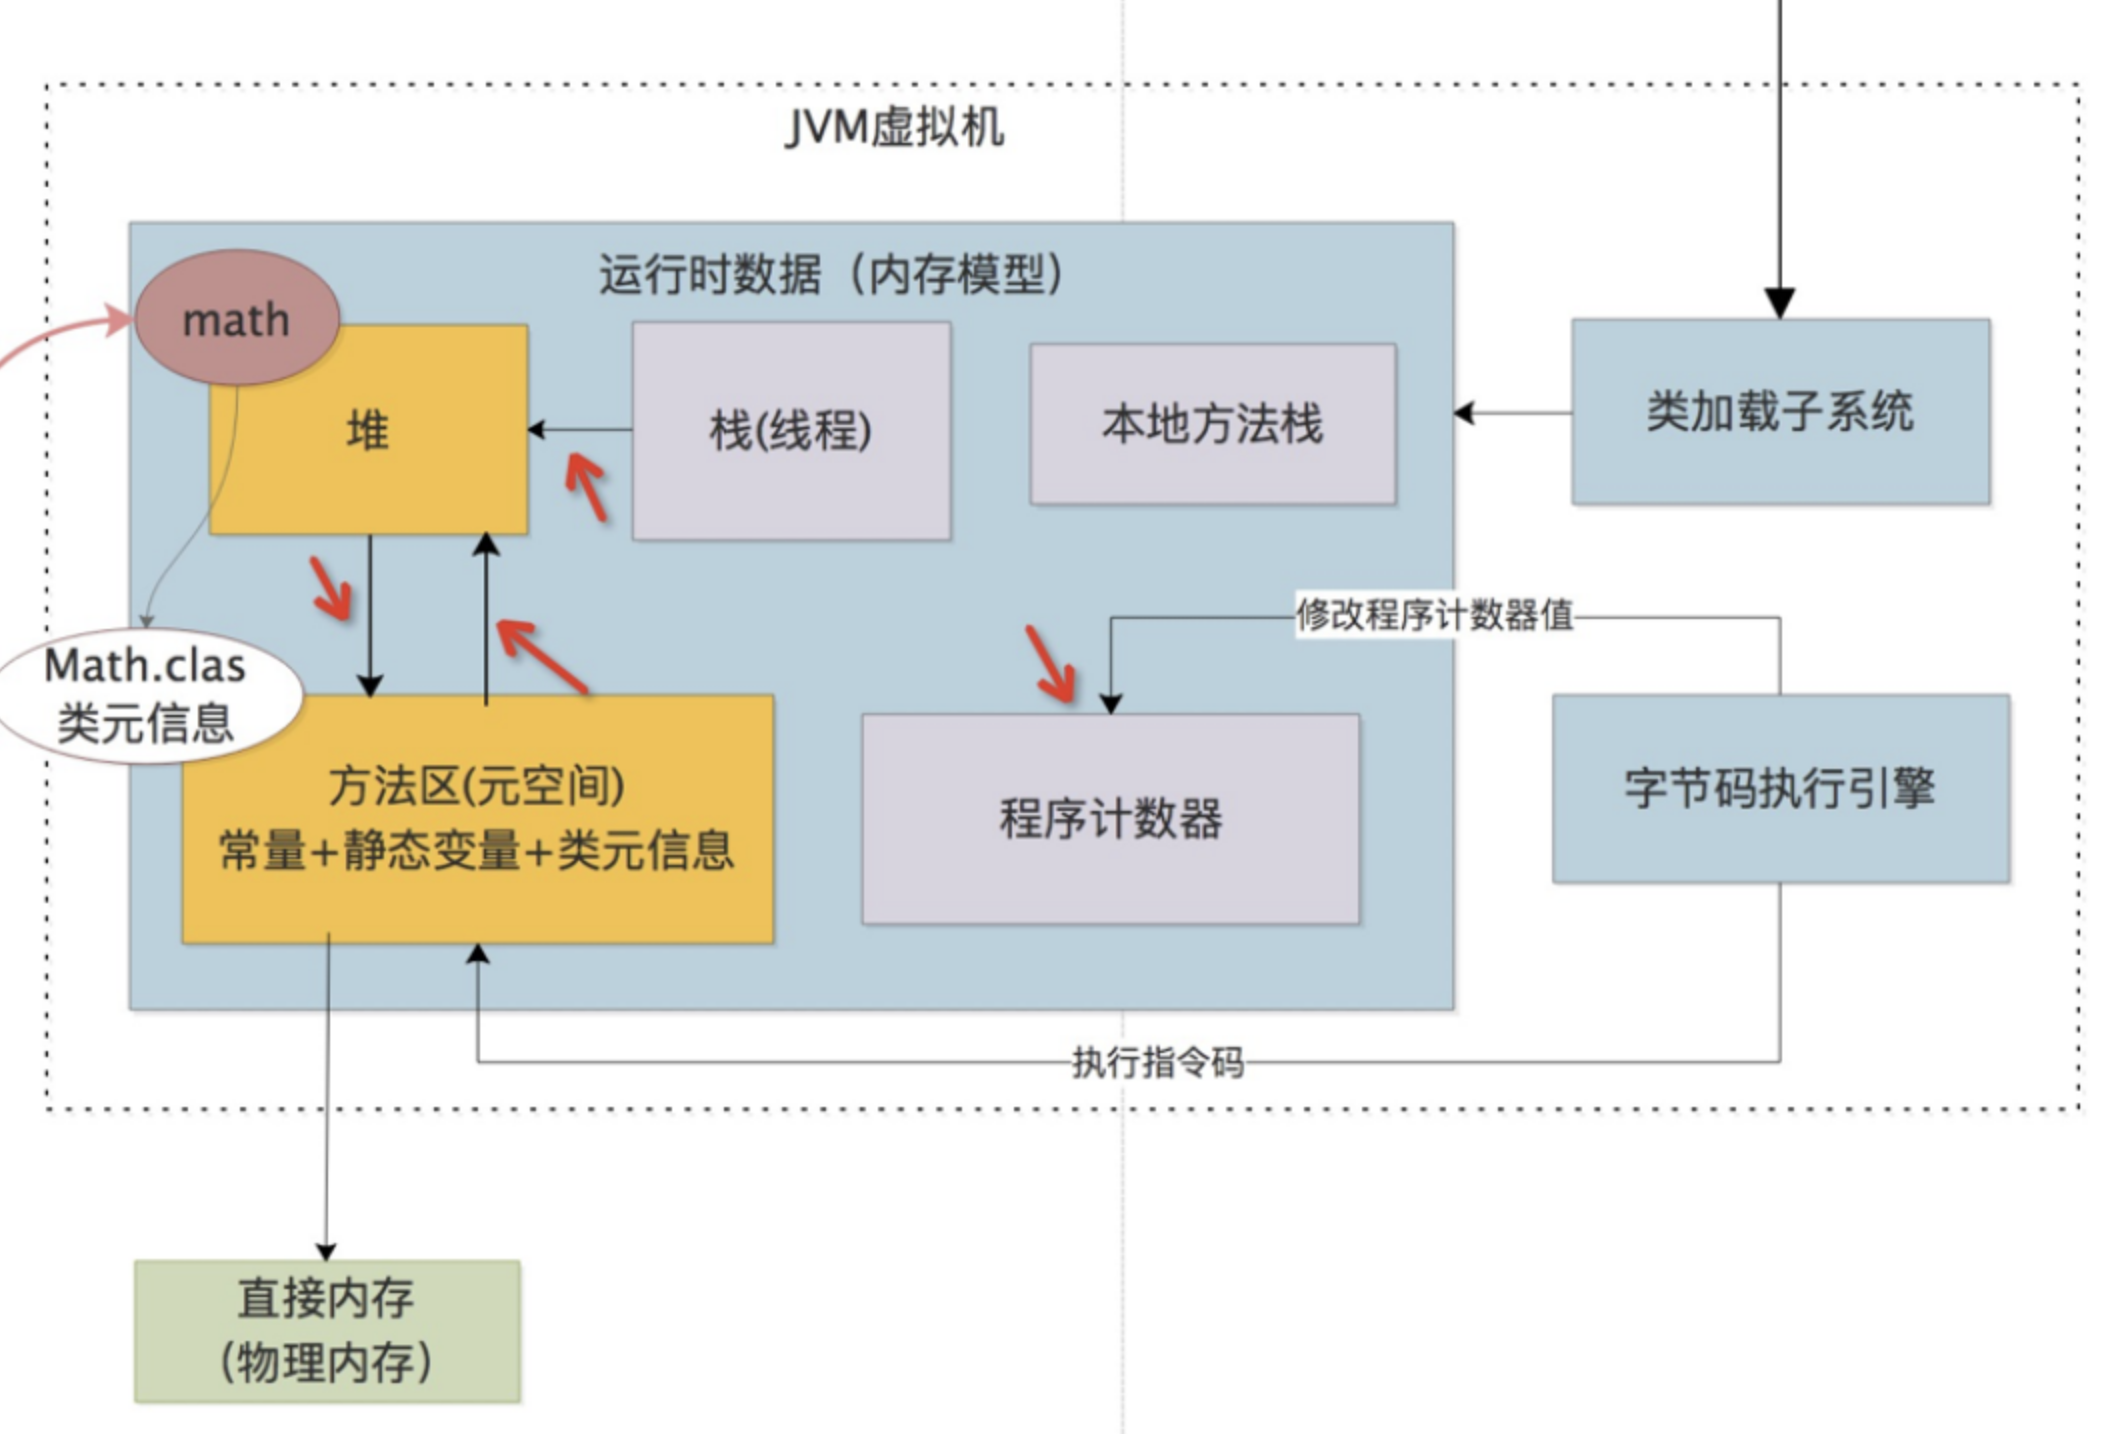 JVM虚拟机
运行时数据（内存模型）
math
堆
栈(线程)
本地方法栈
类加载子系统
修改程序计数器值
Math.clas
类元信息
方法区(元空间)
常量+静态变量+类元信息
程序计数器
字节码执行引擎
执行指令码
直接内存
（物理内存）